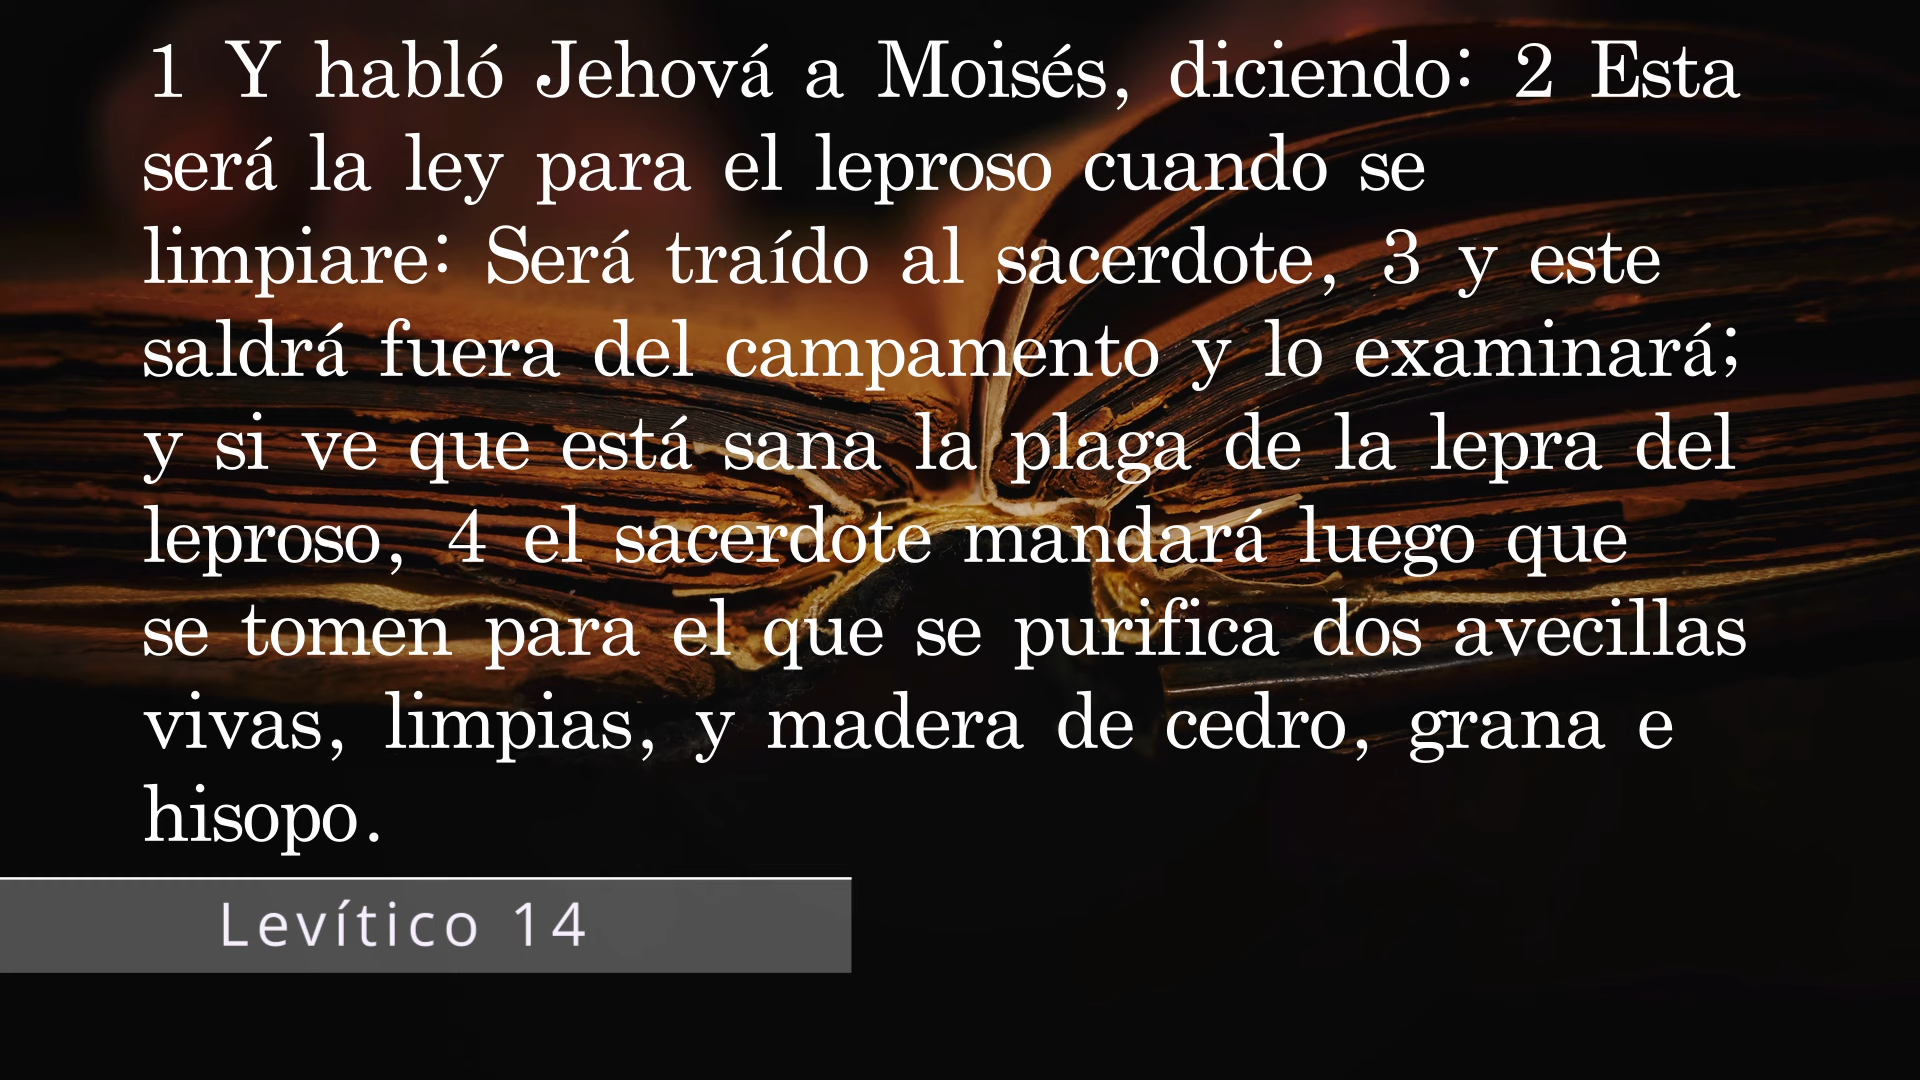 1 Y habló Jehová a Moisés, diciendo: 2 Esta
será la ley para el leproso cuando se
limpiare: Será traído al sacerdote, 3 y este
saldrá fuera del campamento y lo examinará;
y si ve que está sana la plaga de la lepra del
leproso, 4 el sacerdote mandará luego que
se tomen para el que se purifica dos avecillas
vivas, limpias, y madera de cedro, grana e
hisopo.
Levítico 14